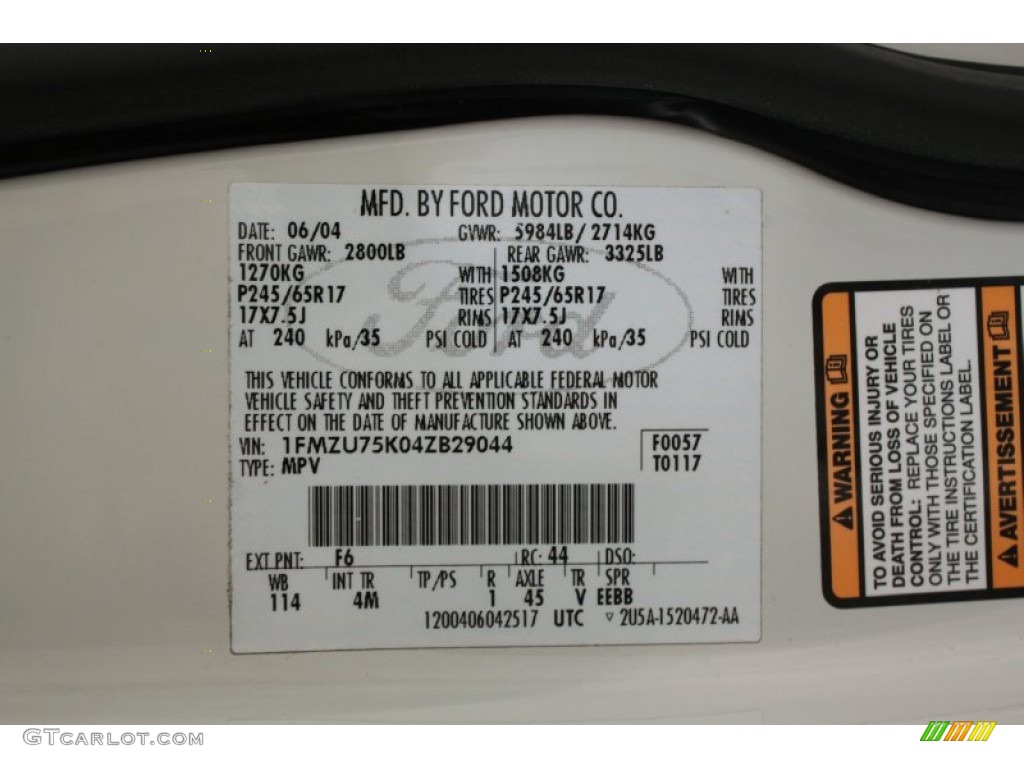 MFD. BY FORD MOTOR CO.
DATE: 06/04 GVWR: 5984LB/ 2714KG
FRONT GAWR: 2800LB REAR GAWR: 3325LB
1270KG WITH 1508KG WITH
P245/65R17 TIRES P245/65R17 TIRES
17X7.5J RIMS 17X7.5J RIMS
AT 240 kPa/35 PSI COLD AT 240 kPa/35 PSI COLD
Ford
THIS VEHICLE CONFORMS TO ALL APPLICABLE FEDERAL MOTOR
VEHICLE SAFETY AND THEFT PREVENTION STANDARDS IN
EFFECT ON THE DATE OF MANUFACTURE SHOWN ABOVE.
VIN: 1FMZU75K04ZB29044 F0057
TYPE: MPV T0117
EXT PNT: F6 RC: 44 DSO:
WB INT TR TP/PS R AXLE TR SPR
114 4M 1 45 V EEBB
1200406042517 UTC ▿ 2U5A-1520472-AA
⚠ WARNING
TO AVOID SERIOUS INJURY OR
DEATH FROM LOSS OF VEHICLE
CONTROL: REPLACE YOUR TIRES
ONLY WITH THOSE SPECIFIED ON
THE TIRE INSTRUCTIONS LABEL OR
THE CERTIFICATION LABEL.
⚠ AVERTISSEMENT
GTCARLOT.COM